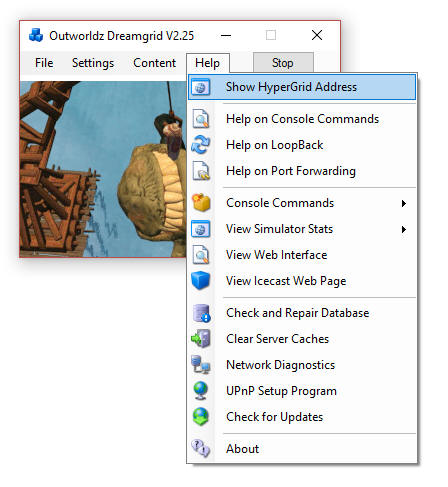 Outworldz Dreamgrid V2.25
File Settings Content Help Stop
Show HyperGrid Address
Help on Console Commands
Help on LoopBack
Help on Port Forwarding
Console Commands
View Simulator Stats
View Web Interface
View Icecast Web Page
Check and Repair Database
Clear Server Caches
Network Diagnostics
UPnP Setup Program
Check for Updates
About